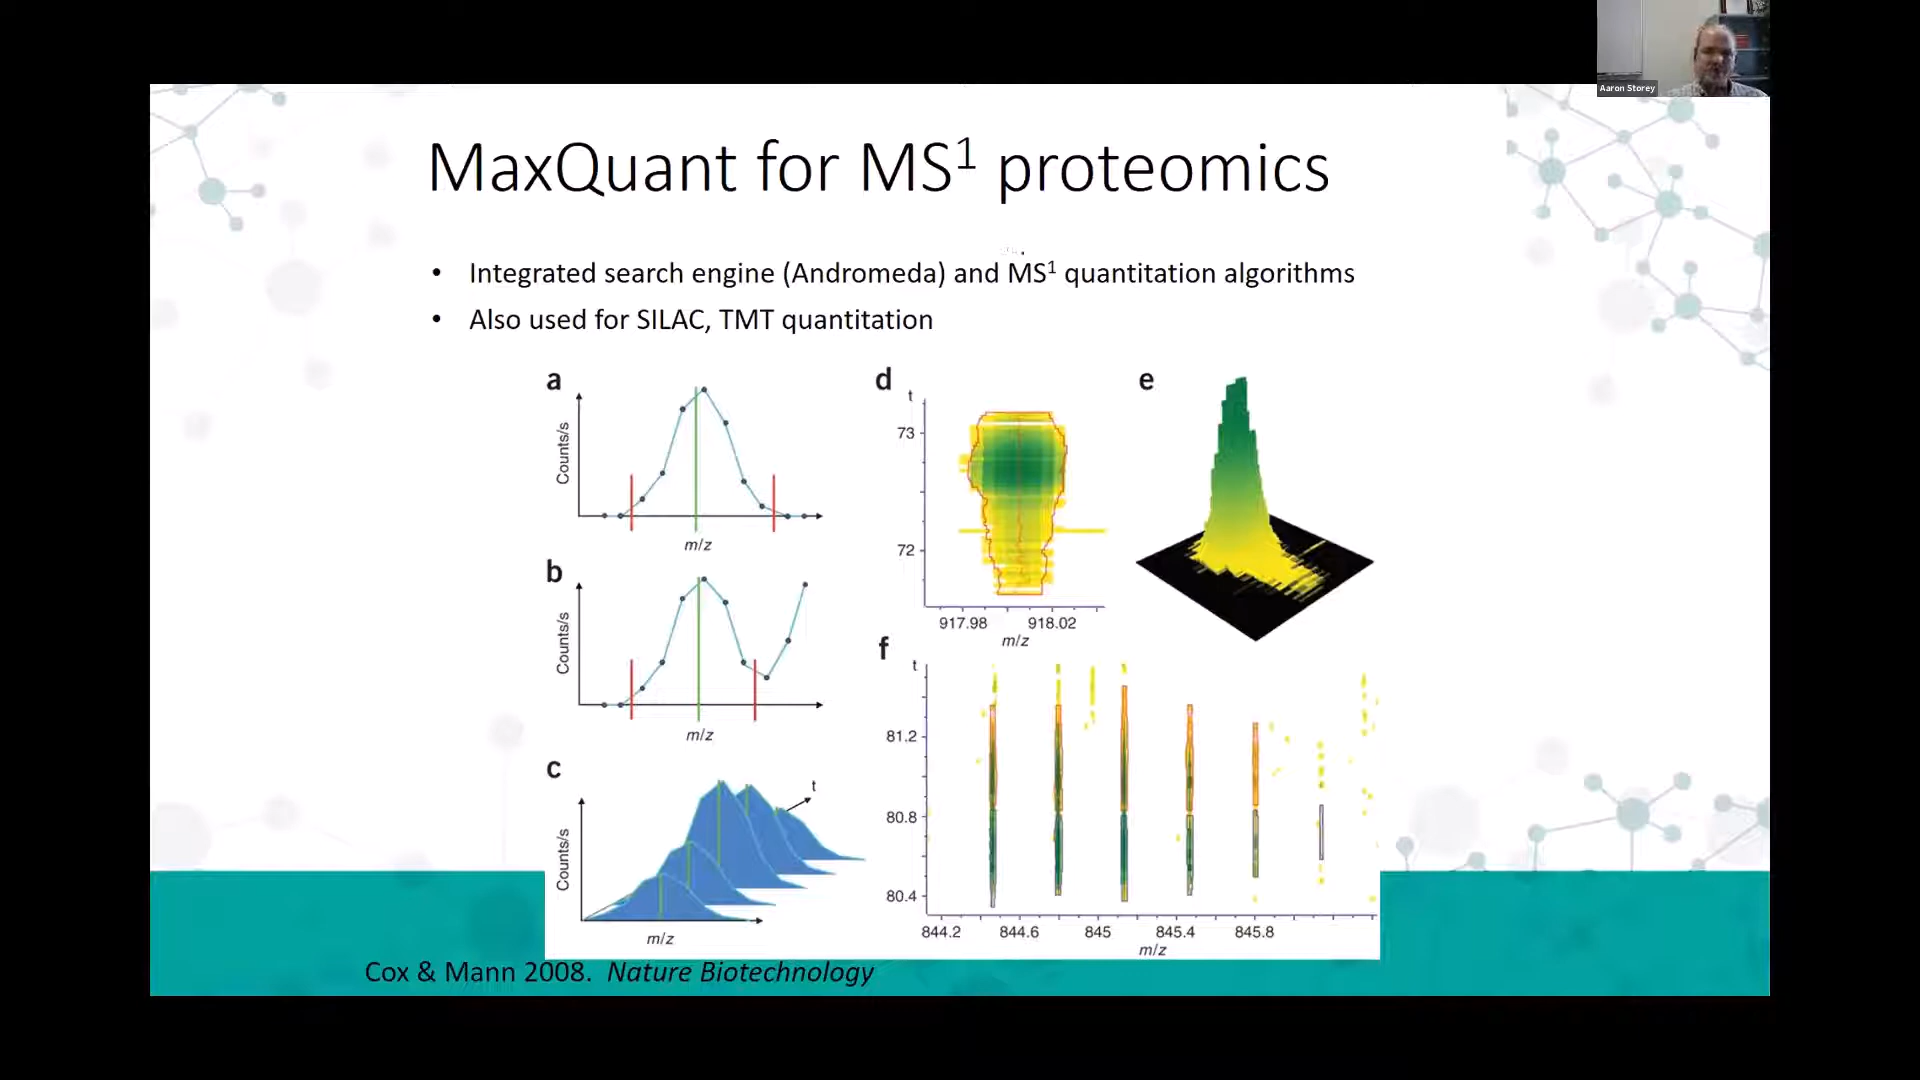 Aaron Storey
MaxQuant for MS¹ proteomics
• Integrated search engine (Andromeda) and MS¹ quantitation algorithms
• Also used for SILAC, TMT quantitation
a
Counts/s
m/z
b
Counts/s
m/z
c
t
Counts/s
m/z
d
t
73
72
917.98 918.02
m/z
e
f
t
81.2
80.8
80.4
844.2 844.6 845 845.4 845.8
m/z
Cox & Mann 2008. Nature Biotechnology